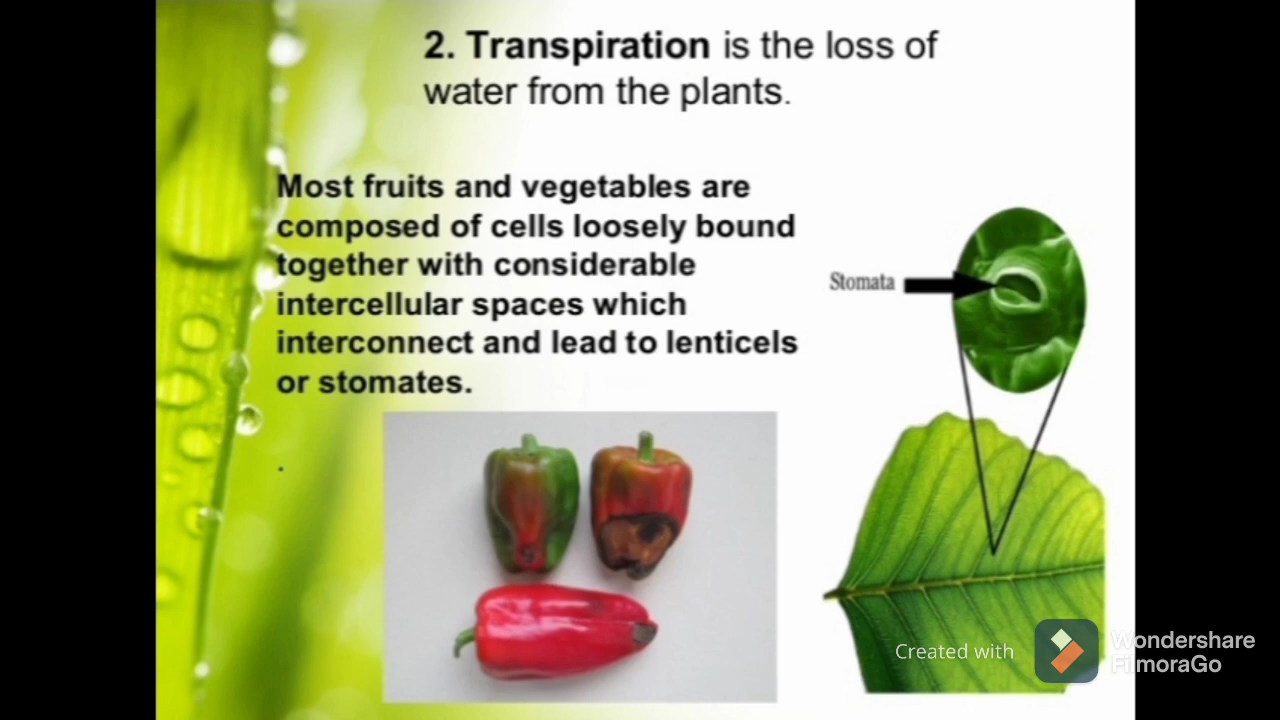 2. Transpiration is the loss of
water from the plants.
Most fruits and vegetables are
composed of cells loosely bound
together with considerable
intercellular spaces which
interconnect and lead to lenticels
or stomates.
.
Stomata
Created with
Wondershare
FilmoraGo